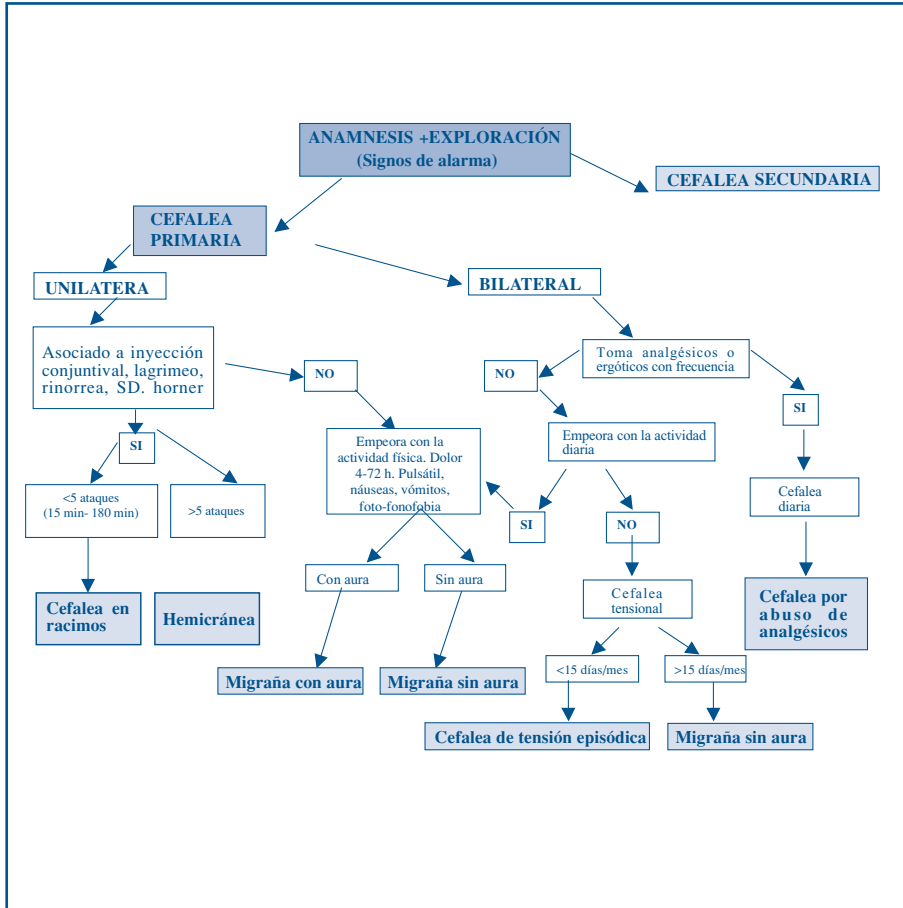 ANAMNESIS +EXPLORACIÓN
(Signos de alarma)
CEFALEA SECUNDARIA
CEFALEA
PRIMARIA
UNILATERA
BILATERAL
Asociado a inyección
conjuntival, lagrimeo,
rinorrea, SD. horner
NO
NO
Toma analgésicos o
ergóticos con frecuencia
SI
SI
Empeora con la
actividad física. Dolor
4-72 h. Pulsátil,
náuseas, vómitos,
foto-fonofobia
Empeora con la actividad
diaria
<5 ataques
(15 min- 180 min)
>5 ataques
SI
NO
Cefalea
diaria
Con aura
Sin aura
Cefalea
tensional
Cefalea en
racimos
Hemicránea
Cefalea por
abuso de
analgésicos
Migraña con aura
Migraña sin aura
<15 días/mes
>15 días/mes
Cefalea de tensión episódica
Migraña sin aura